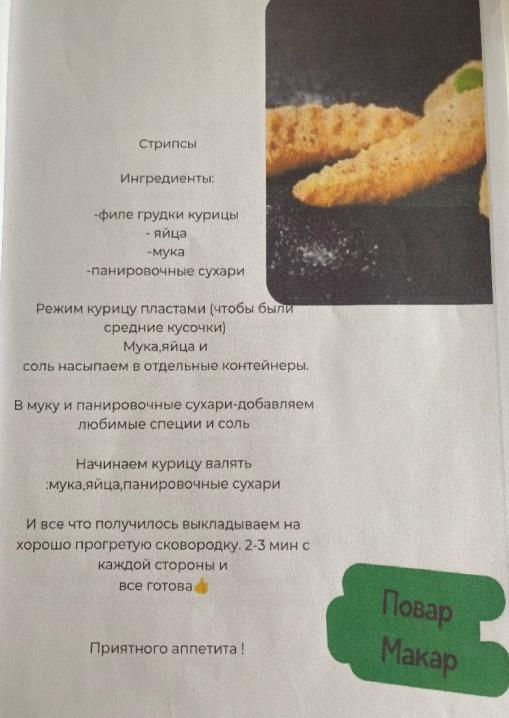 Стрипсы
Ингредиенты:
-филе грудки курицы
- яйца
-мука
-панировочные сухари
Режим курицу пластами (чтобы были
средние кусочки)
Мука,яйца и
соль насыпаем в отдельные контейнеры.
В муку и панировочные сухари-добавляем
любимые специи и соль
Начинаем курицу валять
:мука,яйца,панировочные сухари
И все что получилось выкладываем на
хорошо прогретую сковородку. 2-3 мин с
каждой стороны и
все готова👍
Приятного аппетита !
Повар
Макар